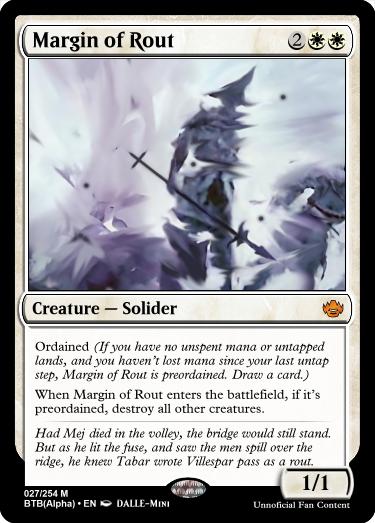 Margin of Rout 2
Creature — Solider
Ordained (If you have no unspent mana or untapped
lands, and you haven't lost mana since your last untap
step, Margin of Rout is preordained. Draw a card.)
When Margin of Rout enters the battlefield, if it's
preordained, destroy all other creatures.
Had Mej died in the volley, the bridge would still stand.
But as he lit the fuse, and saw the men spill over the
ridge, he knew Tabar wrote Villespar pass as a rout.
1/1
027/254 M
BTB(Alpha) • EN DALLE-Mini
Unnoficial Fan Content